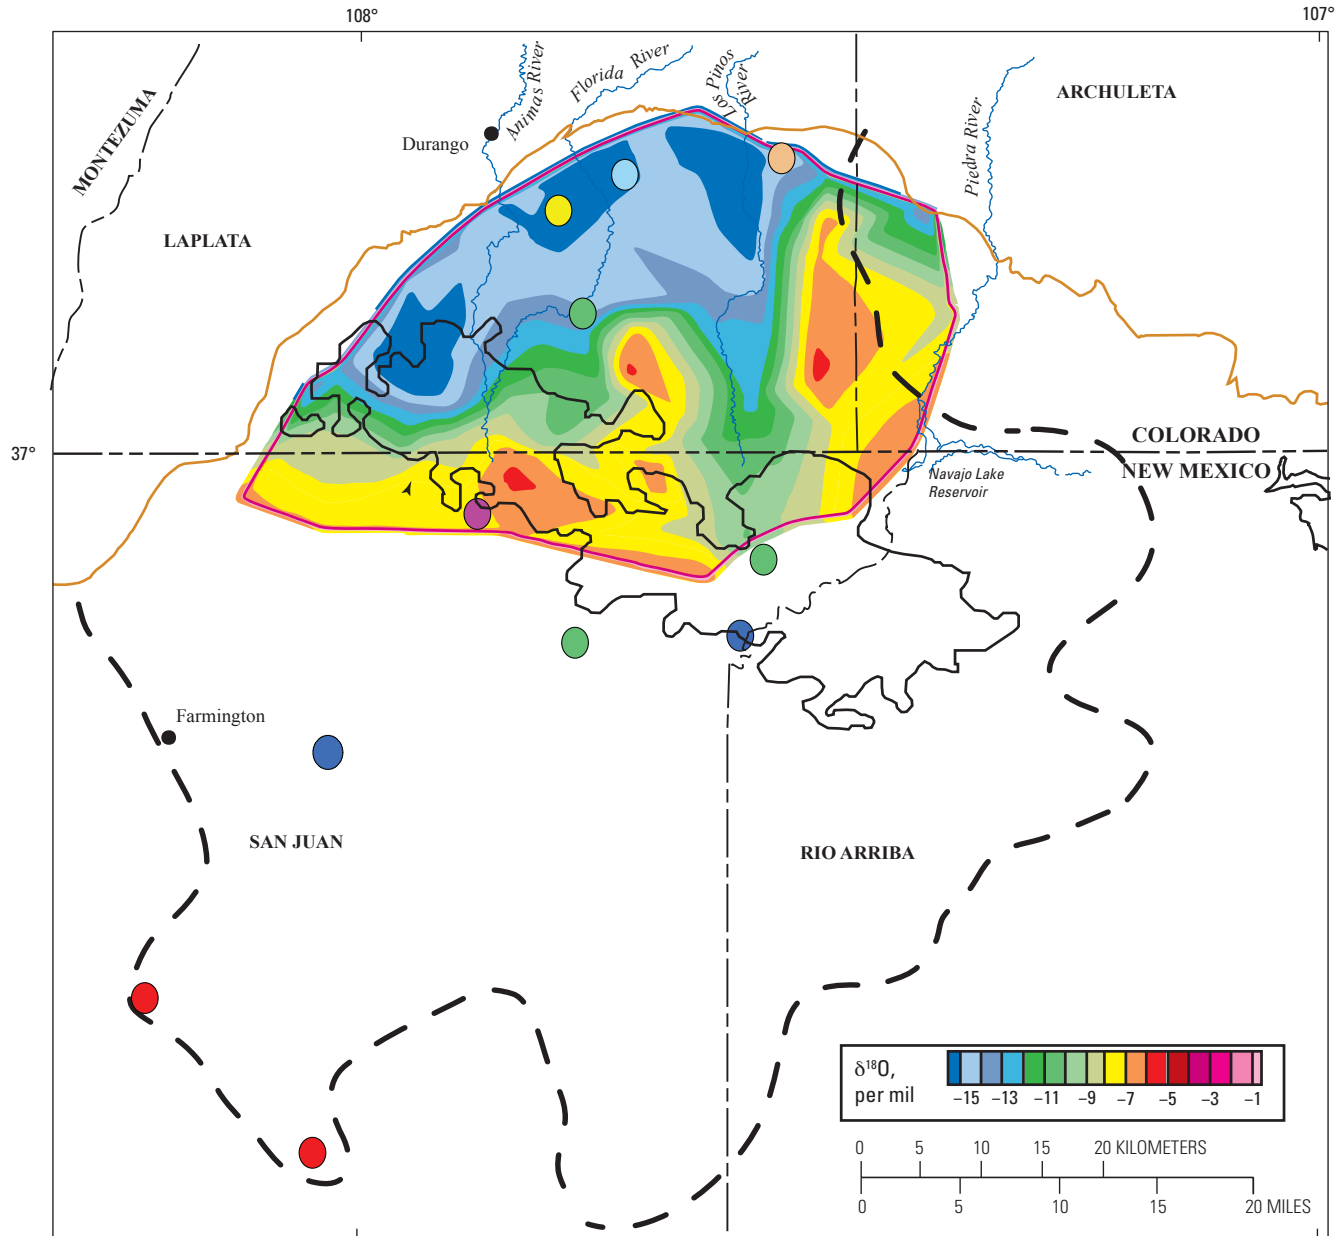 108°
107°
MONTEZUMA
Animas River
Florida River
Los Pinos
River
Piedra River
ARCHULETA
Durango
LAPLATA
37°
COLORADO
NEW MEXICO
Navajo Lake
Reservoir
Farmington
SAN JUAN
RIO ARRIBA
δ¹⁸O,
per mil
–15 –13 –11 –9 –7 –5 –3 –1
0 5 10 15 20 KILOMETERS
0 5 10 15 20 MILES